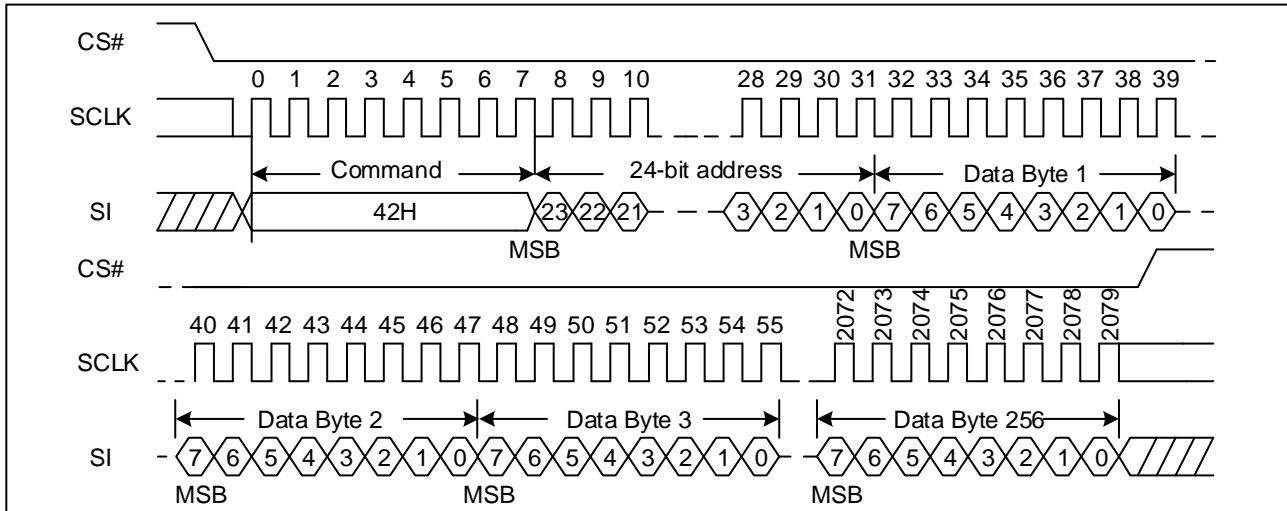 CS#
0 1 2 3 4 5 6 7 8 9 10 28 29 30 31 32 33 34 35 36 37 38 39
SCLK
Command 24-bit address Data Byte 1
SI 42H 23 22 21 3 2 1 0 7 6 5 4 3 2 1 0
MSB MSB
CS#
40 41 42 43 44 45 46 47 48 49 50 51 52 53 54 55 2072 2073 2074 2075 2076 2077 2078 2079
SCLK
Data Byte 2 Data Byte 3 Data Byte 256
SI 7 6 5 4 3 2 1 0 7 6 5 4 3 2 1 0 7 6 5 4 3 2 1 0
MSB MSB MSB